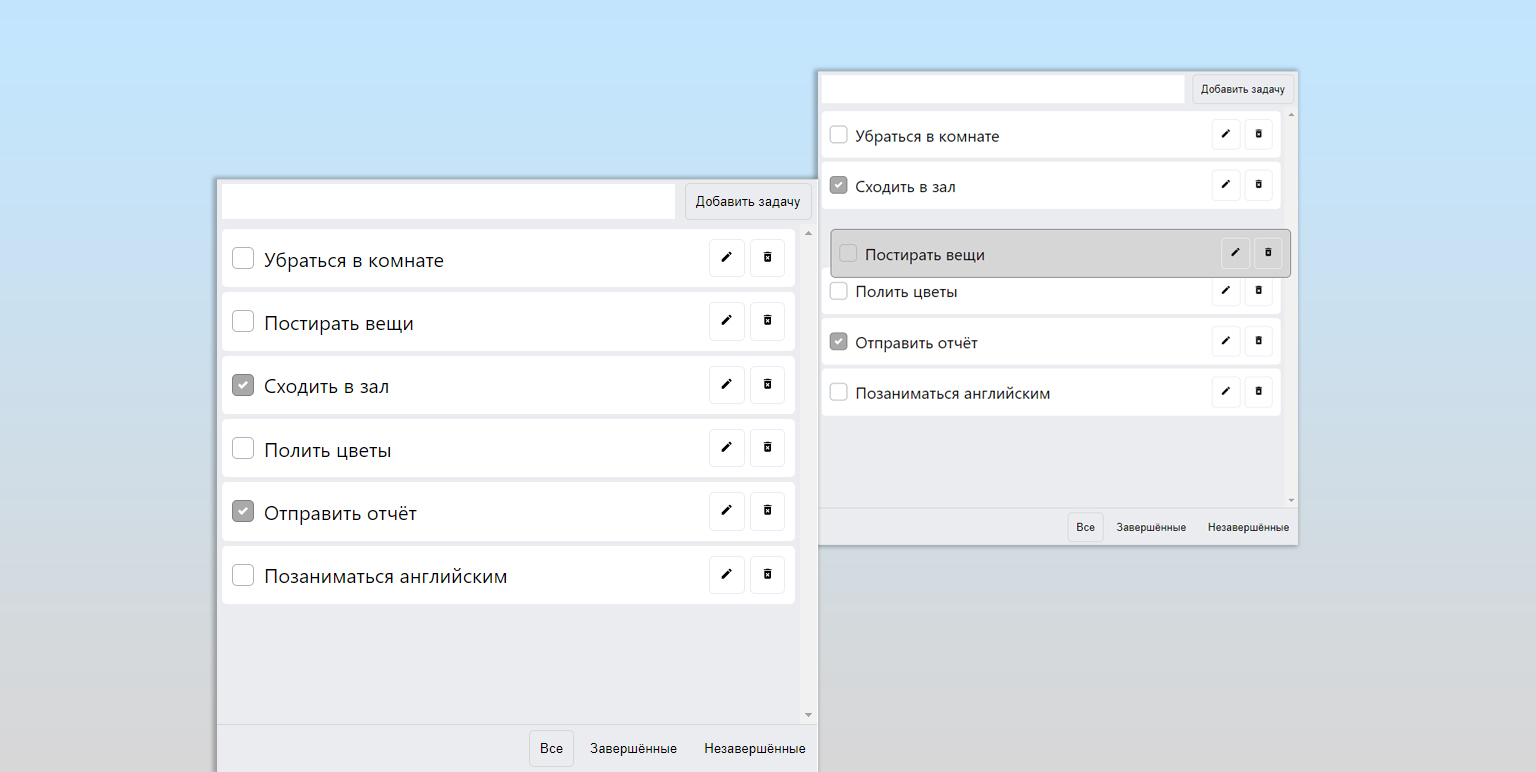 Добавить задачу
Убраться в комнате
Постирать вещи
Сходить в зал
Полить цветы
Отправить отчёт
Позаниматься английским
Все Завершённые Незавершённые
Добавить задачу
Убраться в комнате
Сходить в зал
Постирать вещи
Полить цветы
Отправить отчёт
Позаниматься английским
Все Завершённые Незавершённые